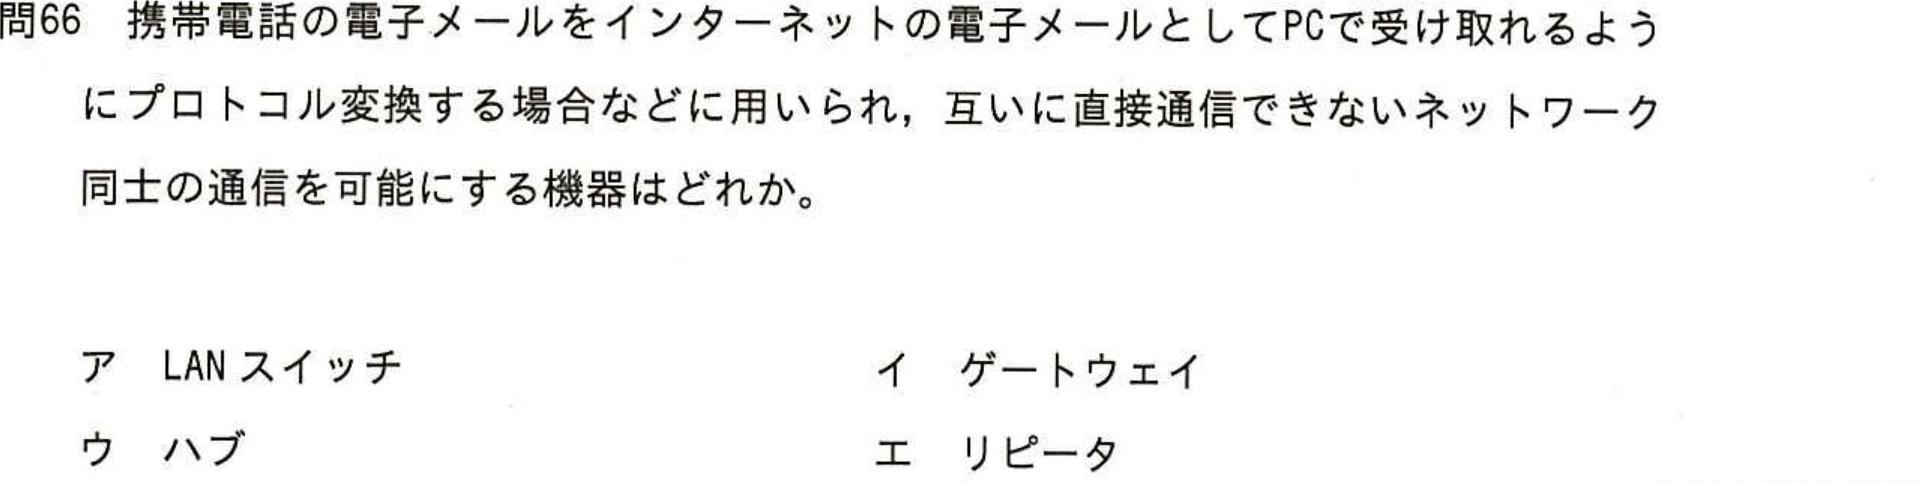 問66 携帯電話の電子メールをインターネットの電子メールとしてPCで受け取れるよう
にプロトコル変換する場合などに用いられ，互いに直接通信できないネットワーク
同士の通信を可能にする機器はどれか。
ア LANスイッチ イ ゲートウェイ
ウ ハブ エ リピータ